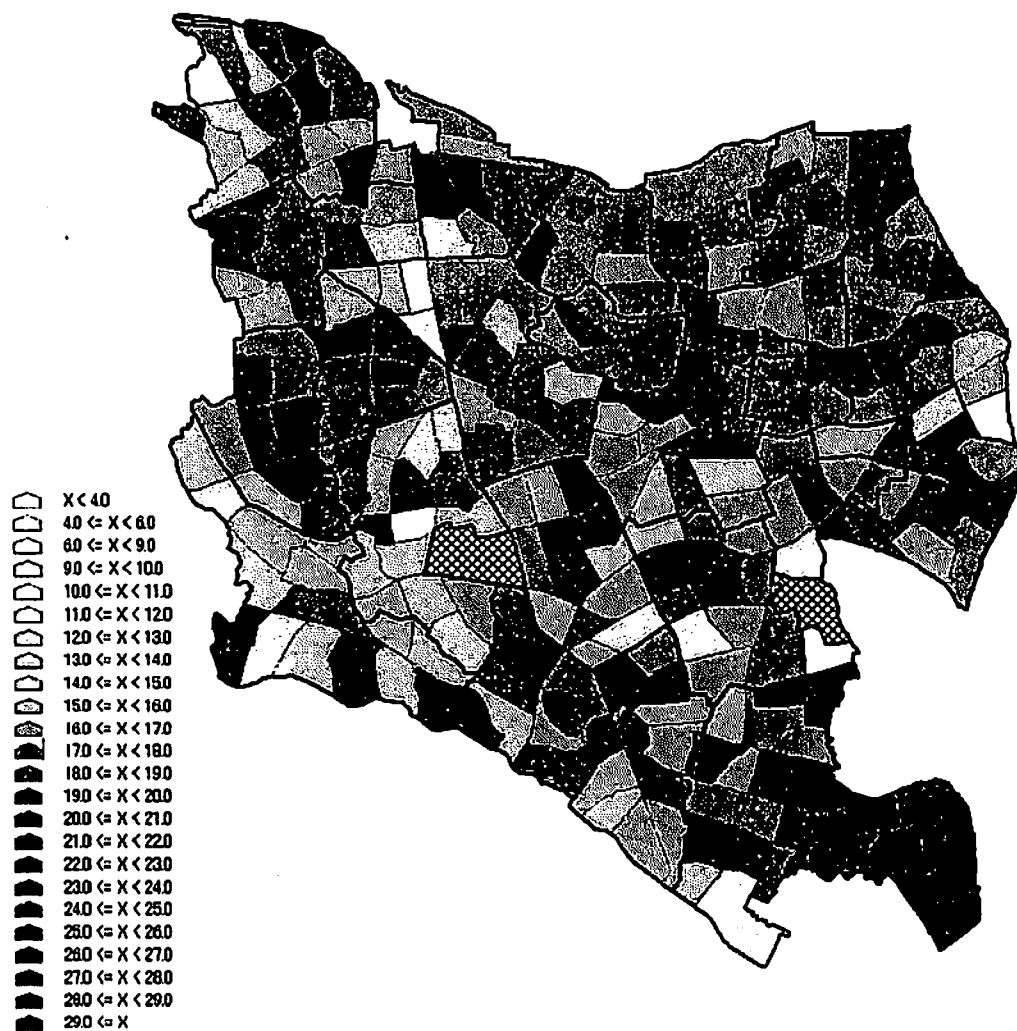 X < 4.0
4.0 <= X < 6.0
6.0 <= X < 9.0
9.0 <= X < 10.0
10.0 <= X < 11.0
11.0 <= X < 12.0
12.0 <= X < 13.0
13.0 <= X < 14.0
14.0 <= X < 15.0
15.0 <= X < 16.0
16.0 <= X < 17.0
17.0 <= X < 18.0
18.0 <= X < 19.0
19.0 <= X < 20.0
20.0 <= X < 21.0
21.0 <= X < 22.0
22.0 <= X < 23.0
23.0 <= X < 24.0
24.0 <= X < 25.0
25.0 <= X < 26.0
26.0 <= X < 27.0
27.0 <= X < 28.0
28.0 <= X < 29.0
29.0 <= X